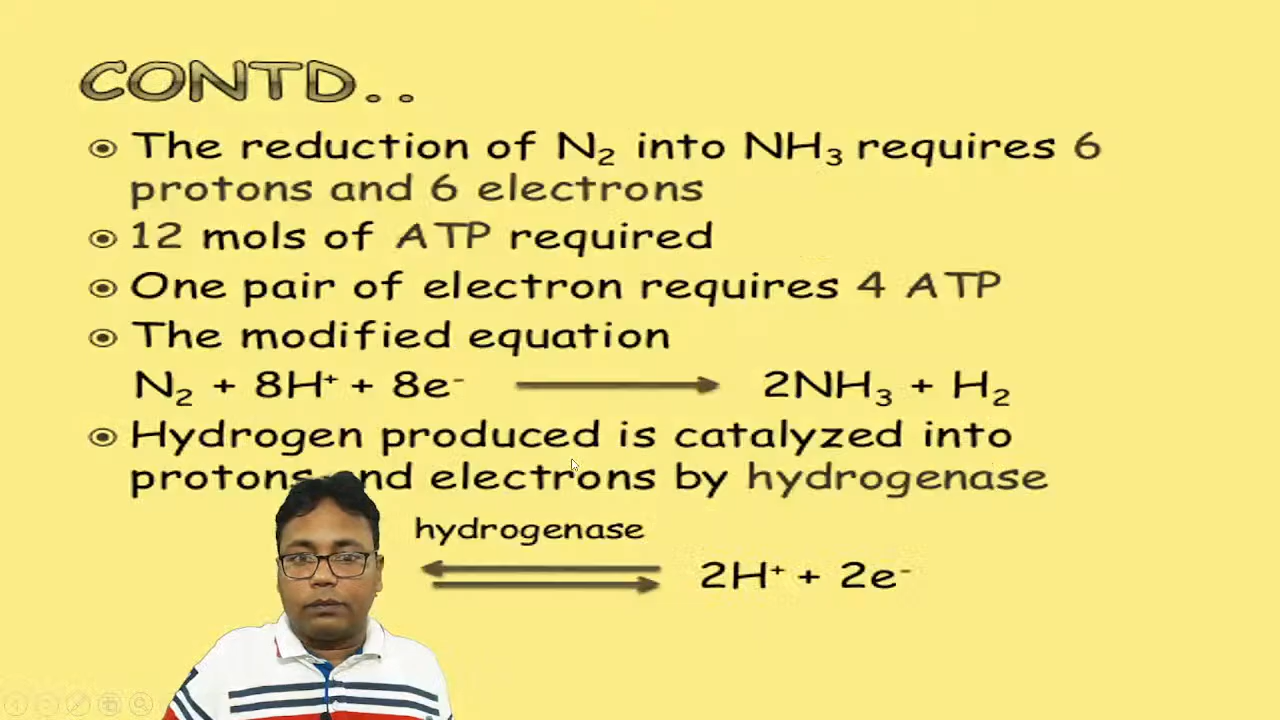 CONTD..
The reduction of N₂ into NH₃ requires 6
protons and 6 electrons
12 mols of ATP required
One pair of electron requires 4 ATP
The modified equation
N₂ + 8H⁺ + 8e⁻ → 2NH₃ + H₂
Hydrogen produced is catalyzed into
protons and electrons by hydrogenase
hydrogenase
2H⁺ + 2e⁻